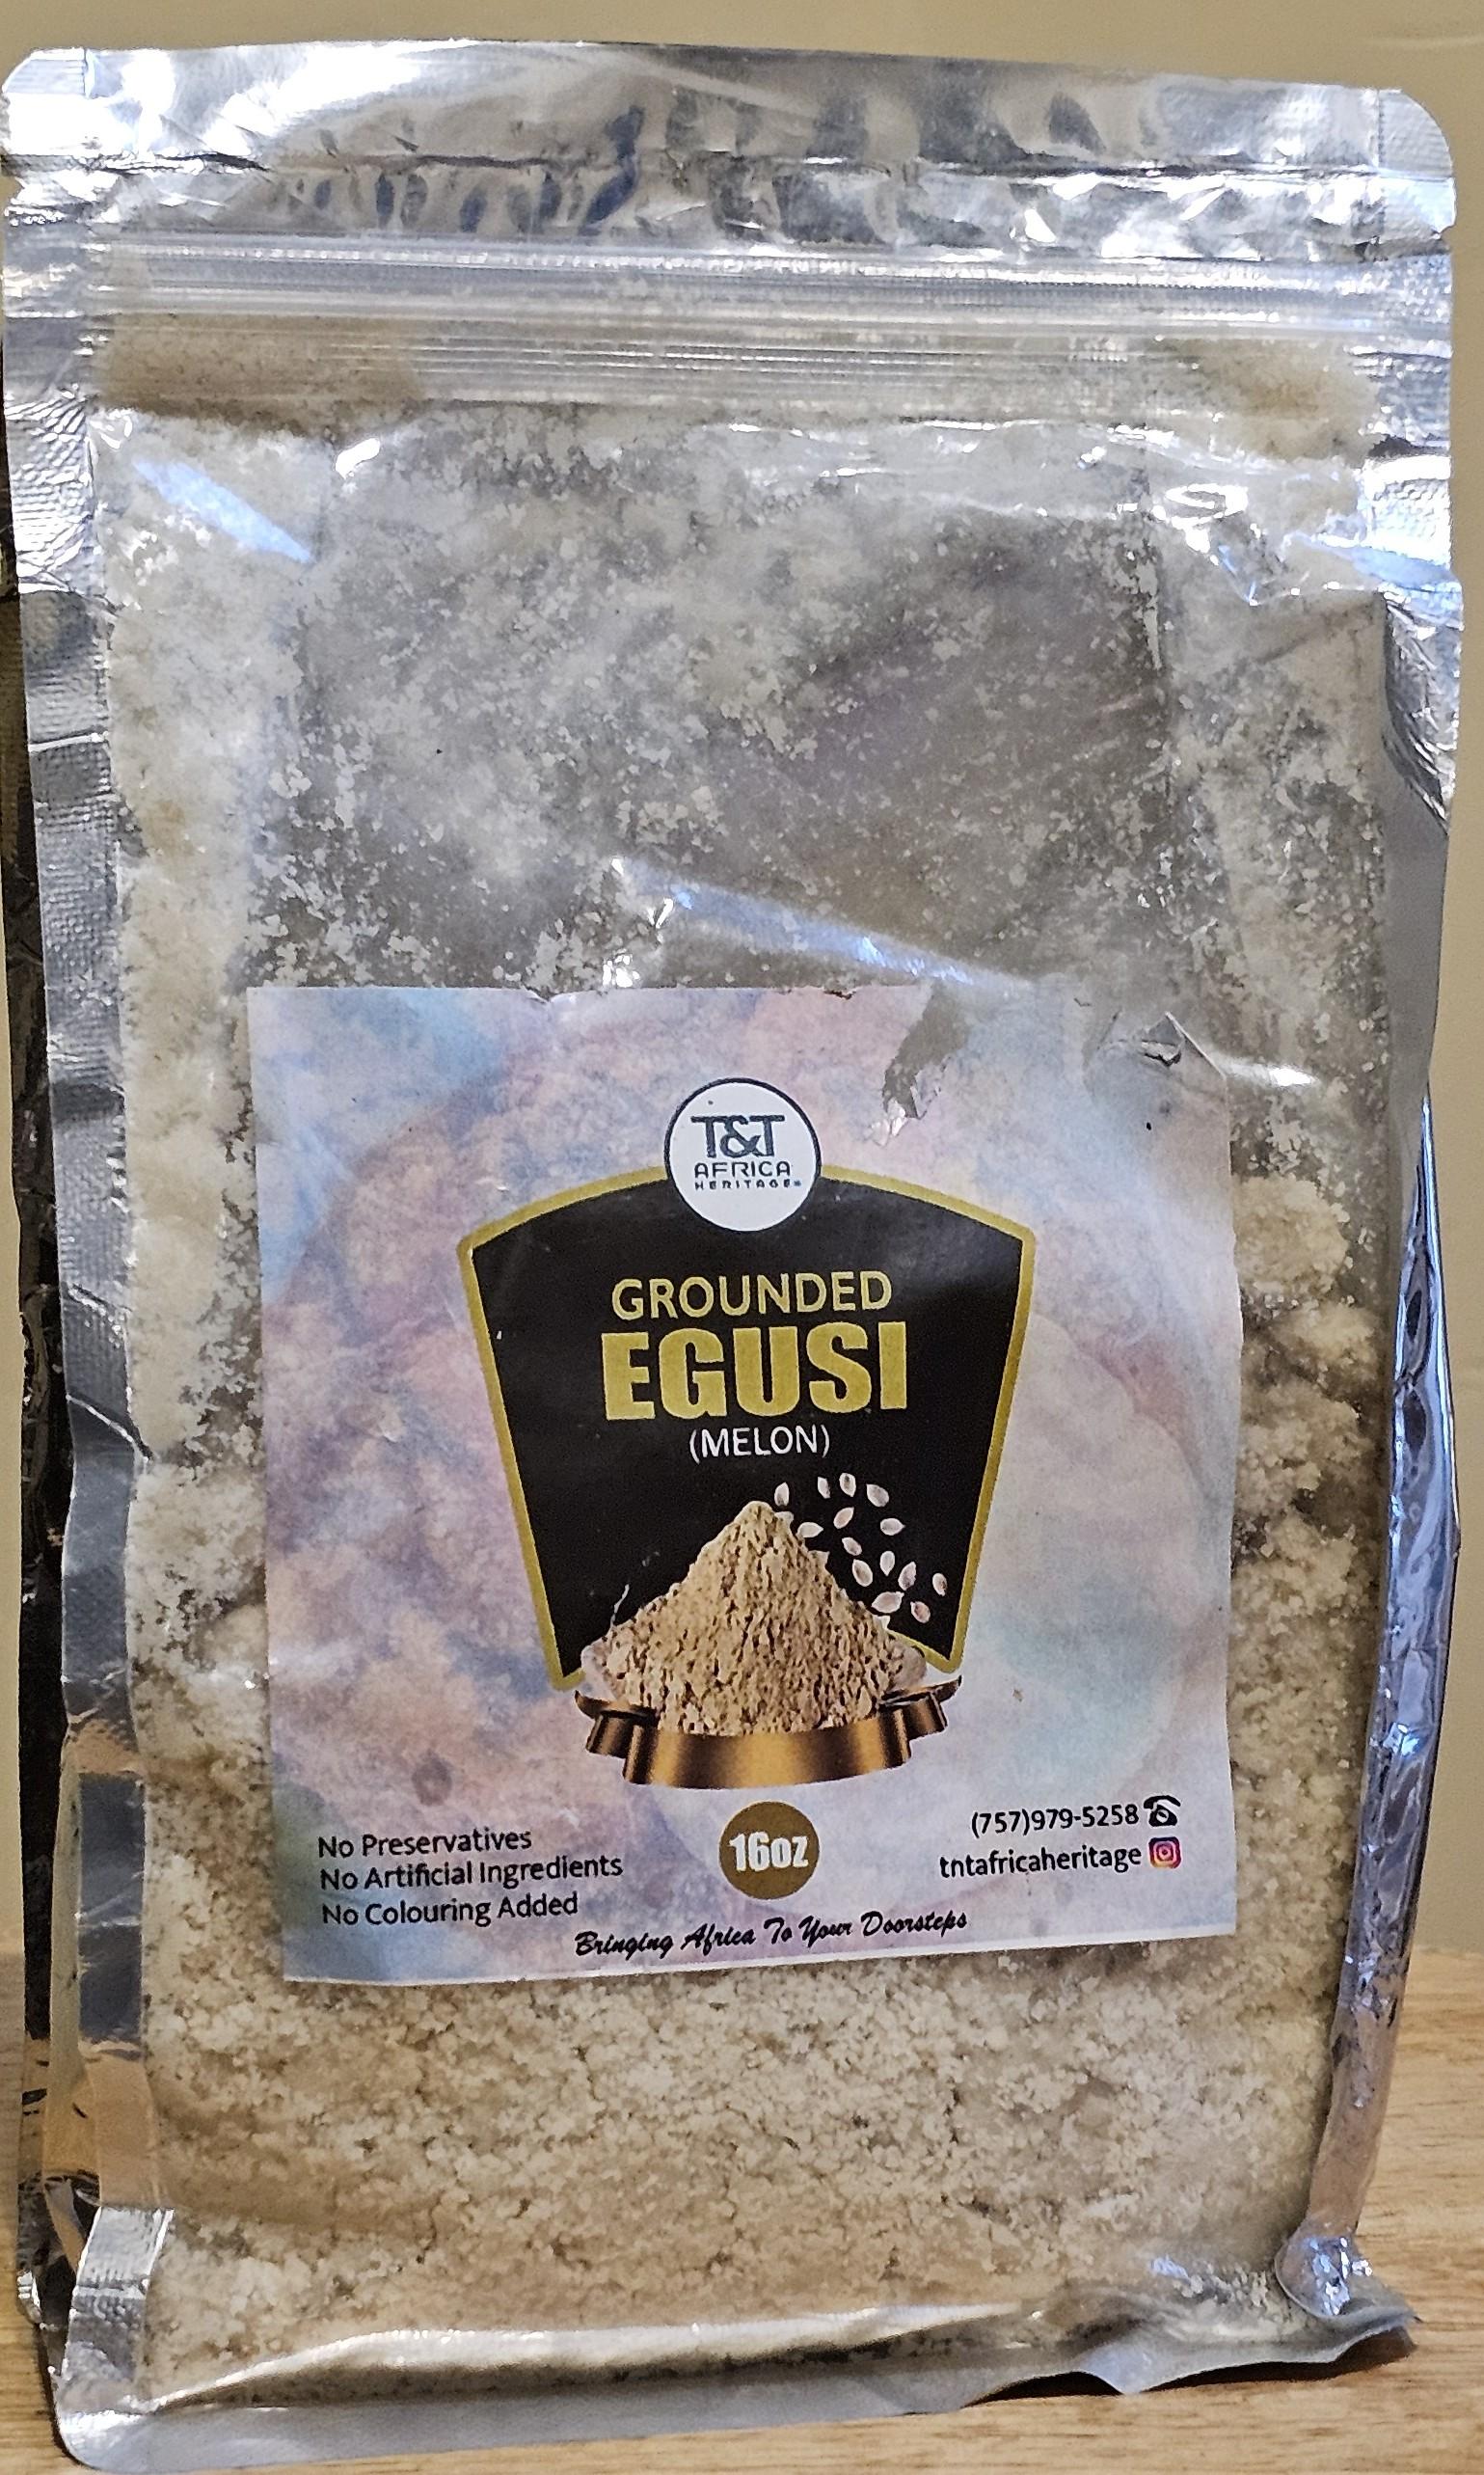 T&T
AFRICA
HERITAGE
GROUNDED
EGUSI
(MELON)
No Preservatives
No Artificial Ingredients
No Colouring Added
16oz
(757)979-5258
tntafricaheritage
Bringing Africa To Your Doorsteps